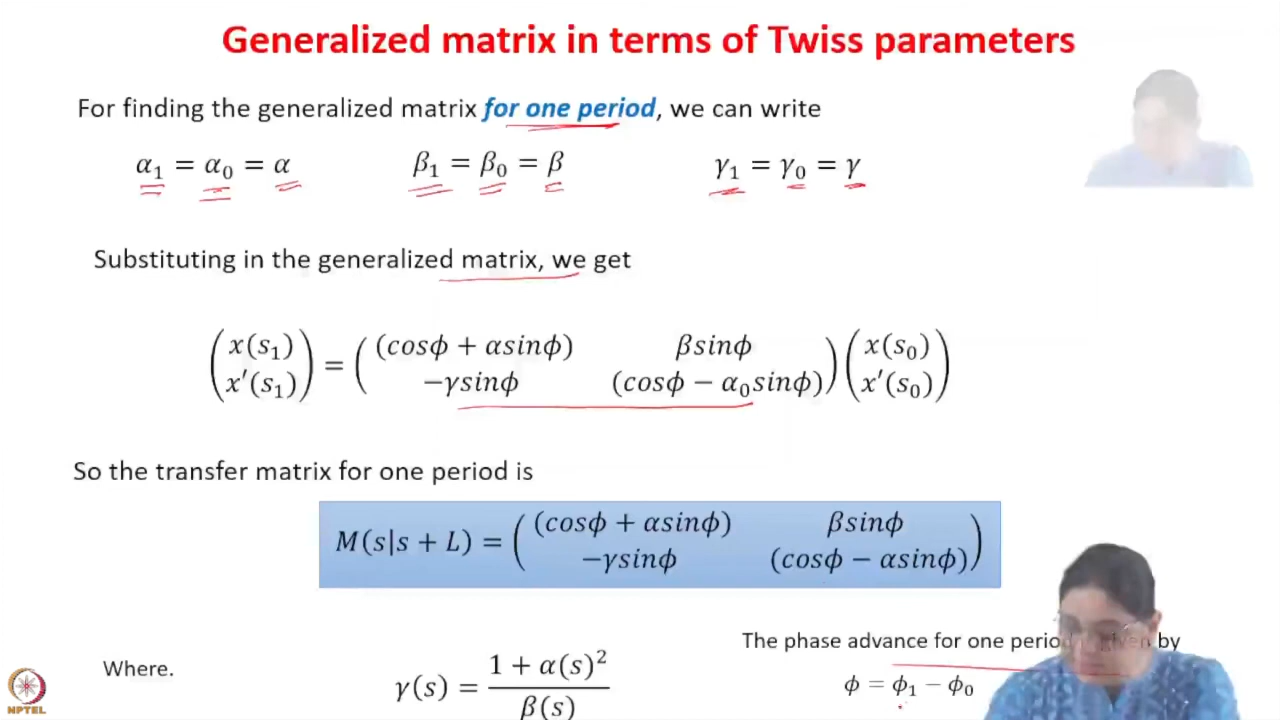 Generalized matrix in terms of Twiss parameters
For finding the generalized matrix for one period, we can write
α₁ = α₀ = α β₁ = β₀ = β γ₁ = γ₀ = γ
Substituting in the generalized matrix, we get
(x(s₁) x′(s₁)) = ((cosϕ + αsinϕ) βsinϕ −γsinϕ (cosϕ − α₀sinϕ)) (x(s₀) x′(s₀))
So the transfer matrix for one period is
M(s|s + L) = ((cosϕ + αsinϕ) βsinϕ −γsinϕ (cosϕ − αsinϕ))
The phase advance for one period by
Where. γ(s) = (1 + α(s)²) / β(s) ϕ = ϕ₁ − ϕ₀
NPTEL